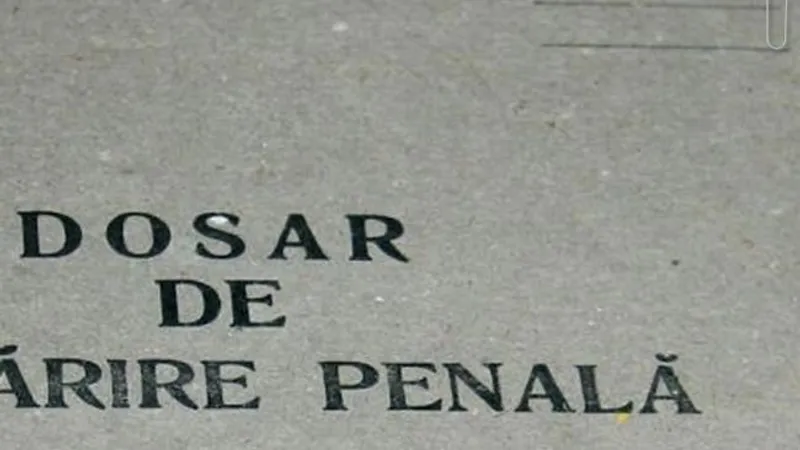 DOSAR
DE
ĂRIRE PENALĂ